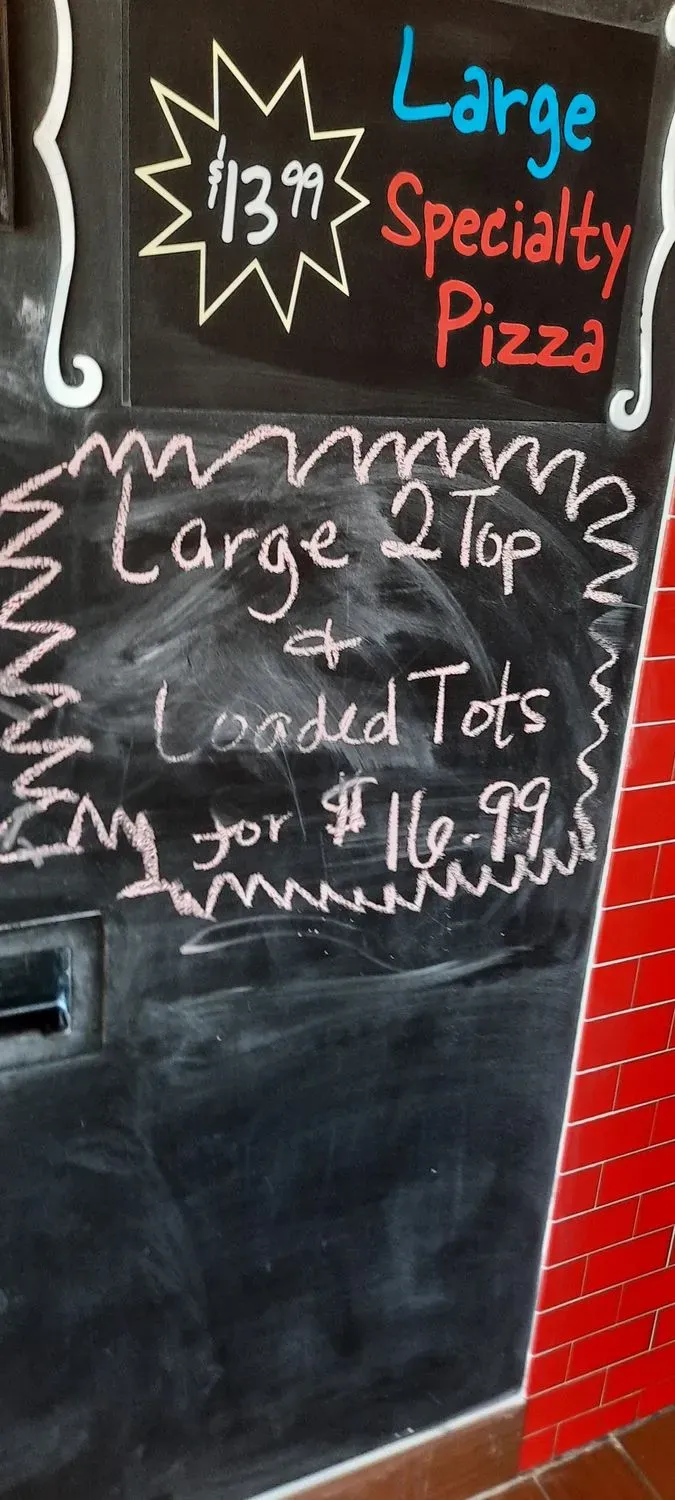 $13.99
Large
Specialty
Pizza
Large 2 Top
&
Loaded Tots
for $16.99